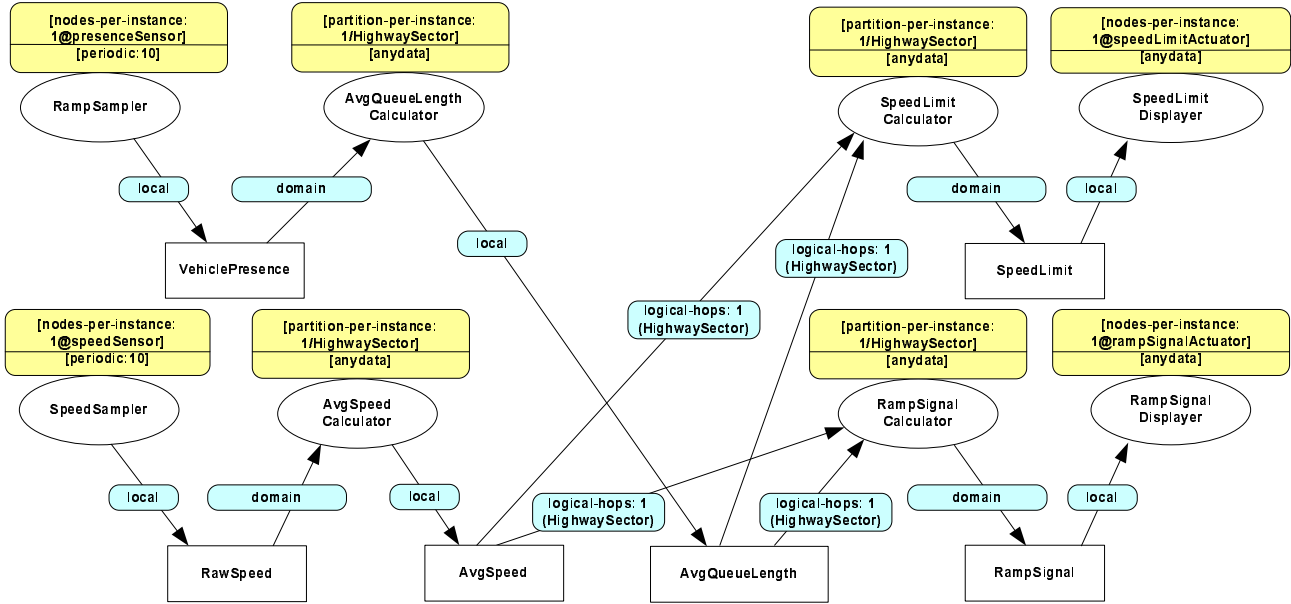 [nodes-per-instance:
1@presenceSensor]
[periodic:10]
RampSampler
[partition-per-instance:
1/HighwaySector]
[anydata]
AvgQueueLength
Calculator
[partition-per-instance:
1/HighwaySector]
[anydata]
SpeedLimit
Calculator
[nodes-per-instance:
1@speedLimitActuator]
[anydata]
SpeedLimit
Displayer
local
domain
local
domain
local
logical-hops: 1
(HighwaySector)
VehiclePresence
SpeedLimit
logical-hops: 1
(HighwaySector)
[nodes-per-instance:
1@speedSensor]
[periodic:10]
SpeedSampler
[partition-per-instance:
1/HighwaySector]
[anydata]
AvgSpeed
Calculator
[partition-per-instance:
1/HighwaySector]
[anydata]
RampSignal
Calculator
[nodes-per-instance:
1@rampSignalActuator]
[anydata]
RampSignal
Displayer
local
domain
local
logical-hops: 1
(HighwaySector)
logical-hops: 1
(HighwaySector)
domain
local
RawSpeed
AvgSpeed
AvgQueueLength
RampSignal